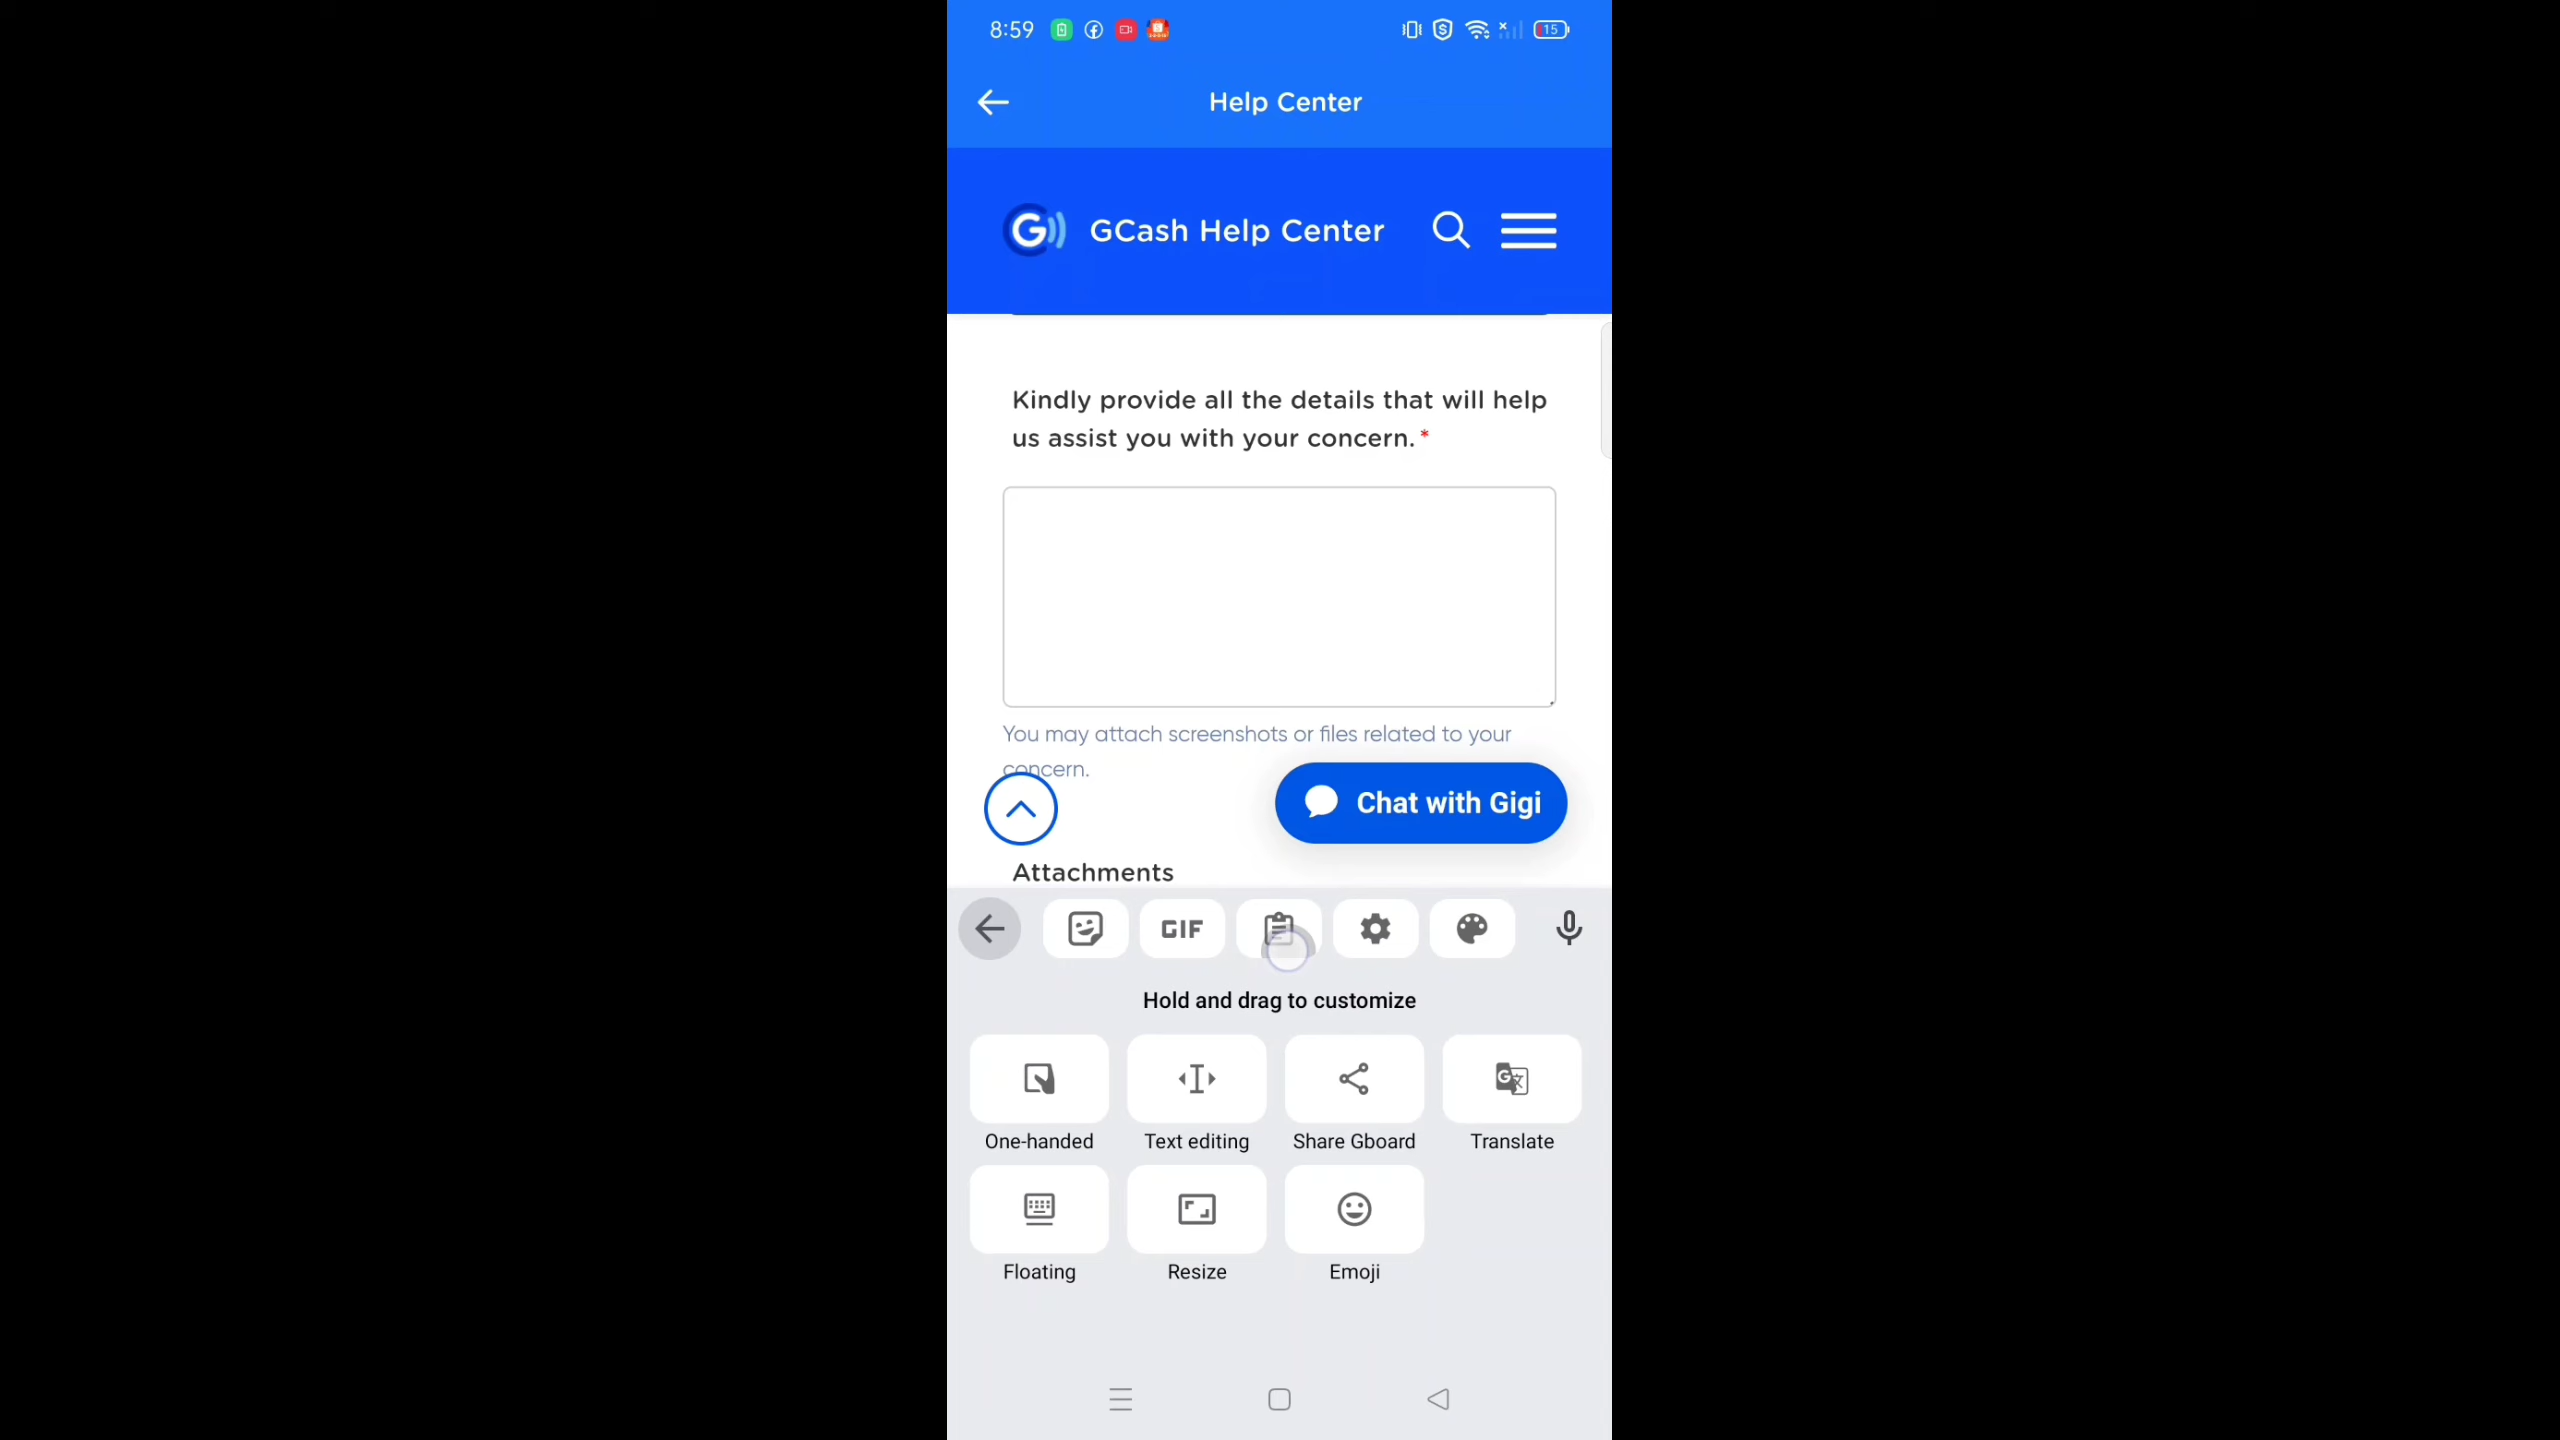 8:59
15
Help Center
G
GCash Help Center
Kindly provide all the details that will help
us assist you with your concern.*
You may attach screenshots or files related to your
concern.
Chat with Gigi
Attachments
GIF
Hold and drag to customize
One-handed
Text editing
Share Gboard
Translate
Floating
Resize
Emoji